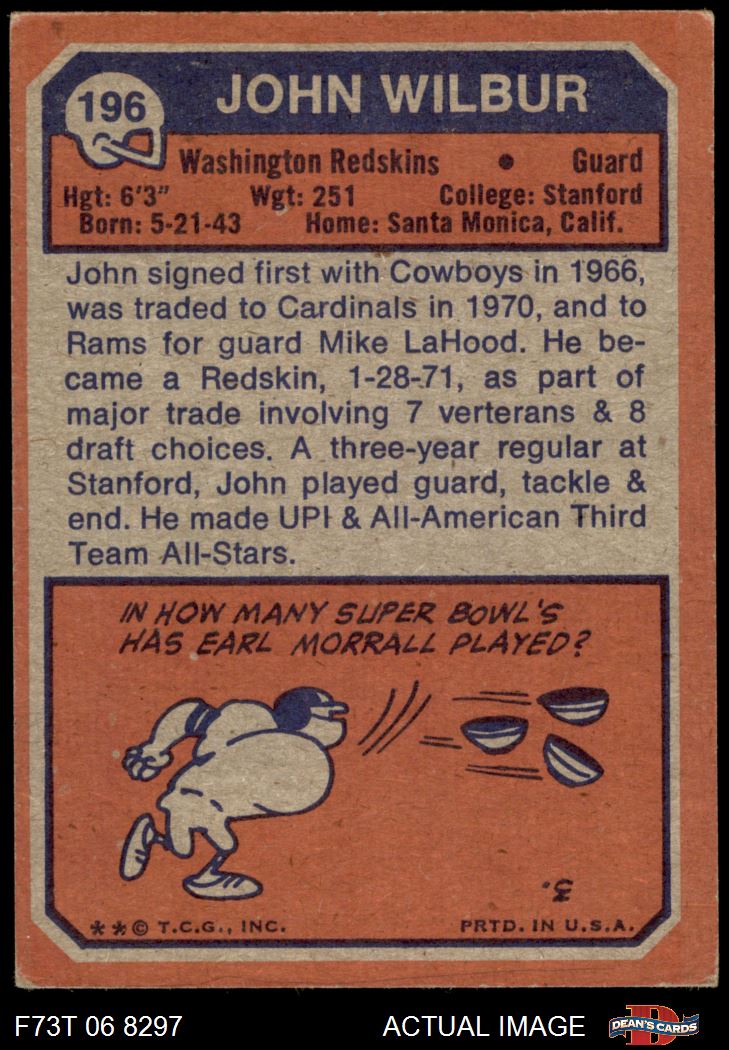 196
JOHN WILBUR
Washington Redskins • Guard
Hgt: 6'3" Wgt: 251 College: Stanford
Born: 5-21-43 Home: Santa Monica, Calif.
John signed first with Cowboys in 1966,
was traded to Cardinals in 1970, and to
Rams for guard Mike LaHood. He be-
came a Redskin, 1-28-71, as part of
major trade involving 7 verterans & 8
draft choices. A three-year regular at
Stanford, John played guard, tackle &
end. He made UPI & All-American Third
Team All-Stars.
IN HOW MANY SUPER BOWL'S
HAS EARL MORRALL PLAYED?
·3.
** © T.C.G., INC. PRTD. IN U.S.A.
F73T 06 8297 ACTUAL IMAGE
D
DEAN'S CARDS